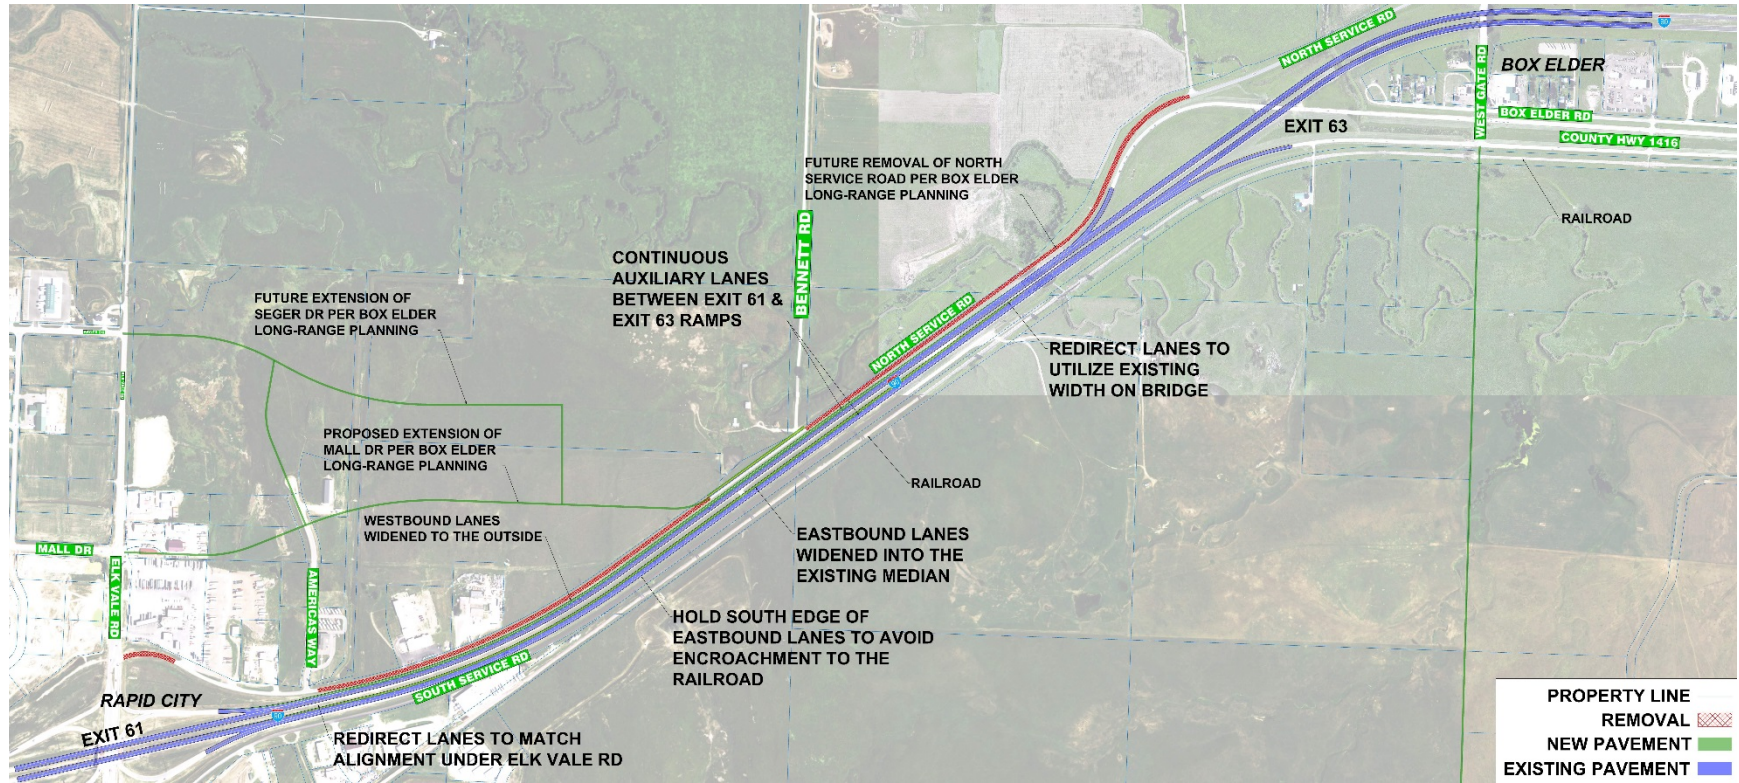 NORTH SERVICE RD
90
WEST GATE RD
BOX ELDER
BOX ELDER RD
EXIT 63
COUNTY HWY 1416
FUTURE REMOVAL OF NORTH
SERVICE ROAD PER BOX ELDER
LONG-RANGE PLANNING
RAILROAD
BENNETT RD
CONTINUOUS
AUXILIARY LANES
BETWEEN EXIT 61 &
EXIT 63 RAMPS
FUTURE EXTENSION OF
SEGER DR PER BOX ELDER
LONG-RANGE PLANNING
NORTH SERVICE RD
REDIRECT LANES TO
UTILIZE EXISTING
WIDTH ON BRIDGE
PROPOSED EXTENSION OF
MALL DR PER BOX ELDER
LONG-RANGE PLANNING
RAILROAD
WESTBOUND LANES
WIDENED TO THE OUTSIDE
EASTBOUND LANES
WIDENED INTO THE
EXISTING MEDIAN
MALL DR
ELK VALE RD
AMERICAS WAY
HOLD SOUTH EDGE OF
EASTBOUND LANES TO AVOID
ENCROACHMENT TO THE
RAILROAD
SOUTH SERVICE RD
RAPID CITY
EXIT 61
90
REDIRECT LANES TO MATCH
ALIGNMENT UNDER ELK VALE RD
PROPERTY LINE
REMOVAL
NEW PAVEMENT
EXISTING PAVEMENT